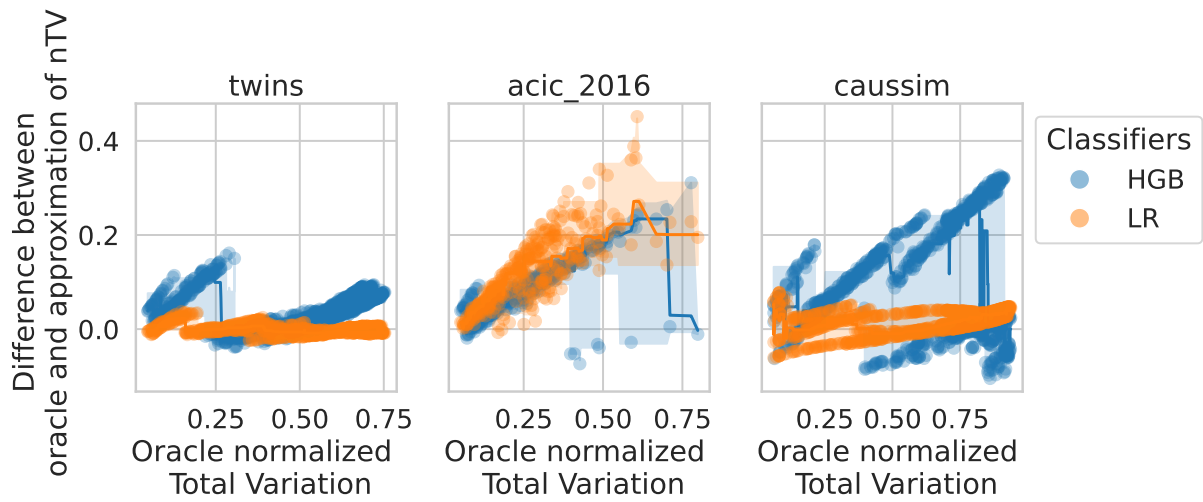 Difference between
oracle and approximation of nTV
twins
acic_2016
caussim
0.4
0.2
0.0
0.25
0.50
0.75
0.25
0.50
0.75
0.25
0.50
0.75
Oracle normalized
Total Variation
Oracle normalized
Total Variation
Oracle normalized
Total Variation
Classifiers
HGB
LR